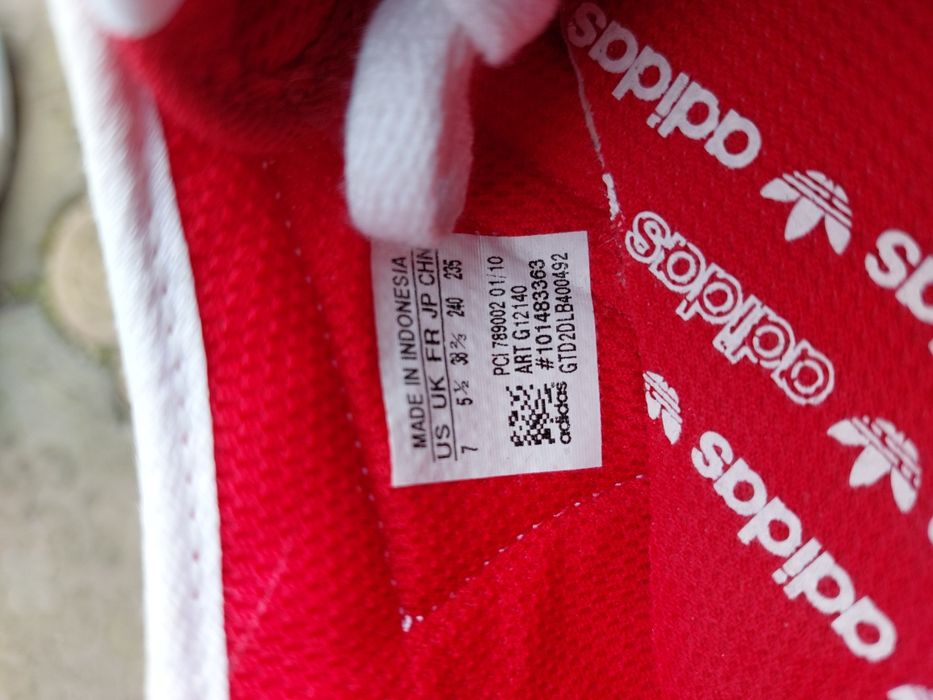 MADE IN INDONESIA
US UK FR JP CHN
7 5½ 38⅔ 240 235
PCI 789002 01/10
ART G12140
#101483363
GTD2DLB400492
adidas
adidas
adidas
adidas